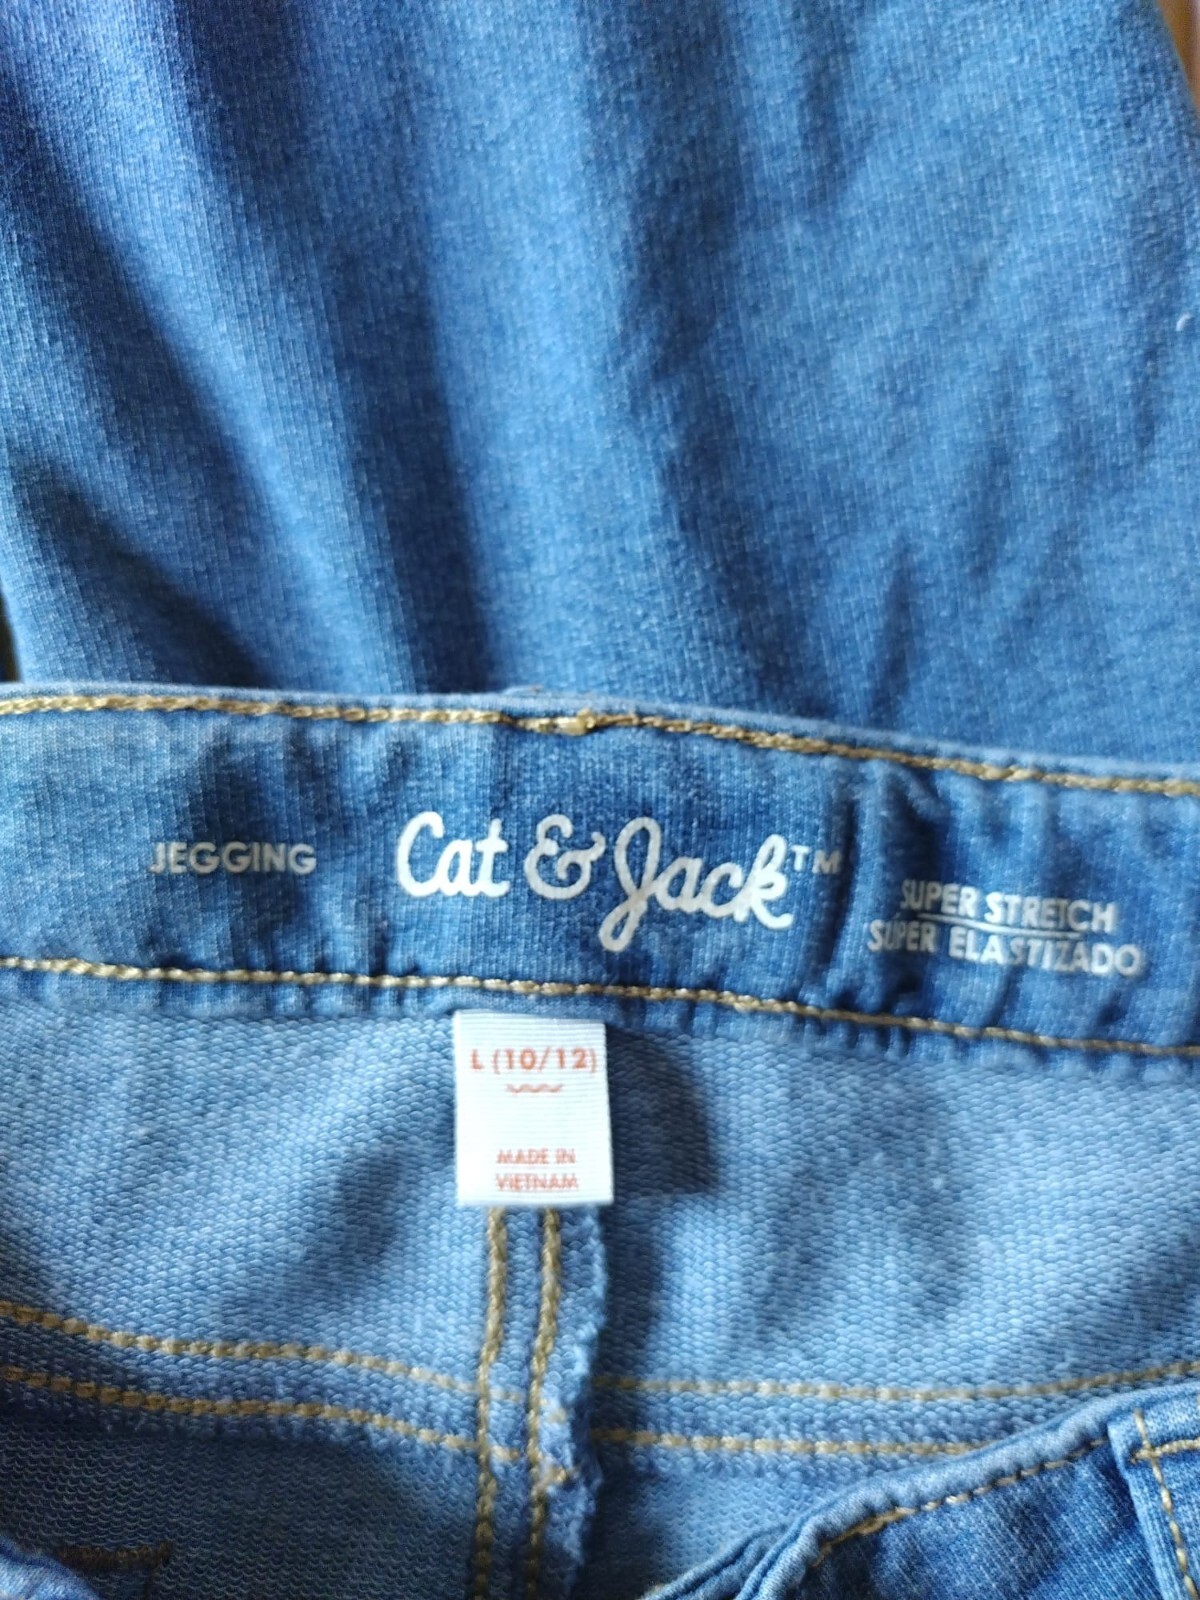 JEGGING
Cat & Jack™
SUPER STRETCH
SUPER ELASTIZADO
L (10/12)
MADE IN
VIETNAM